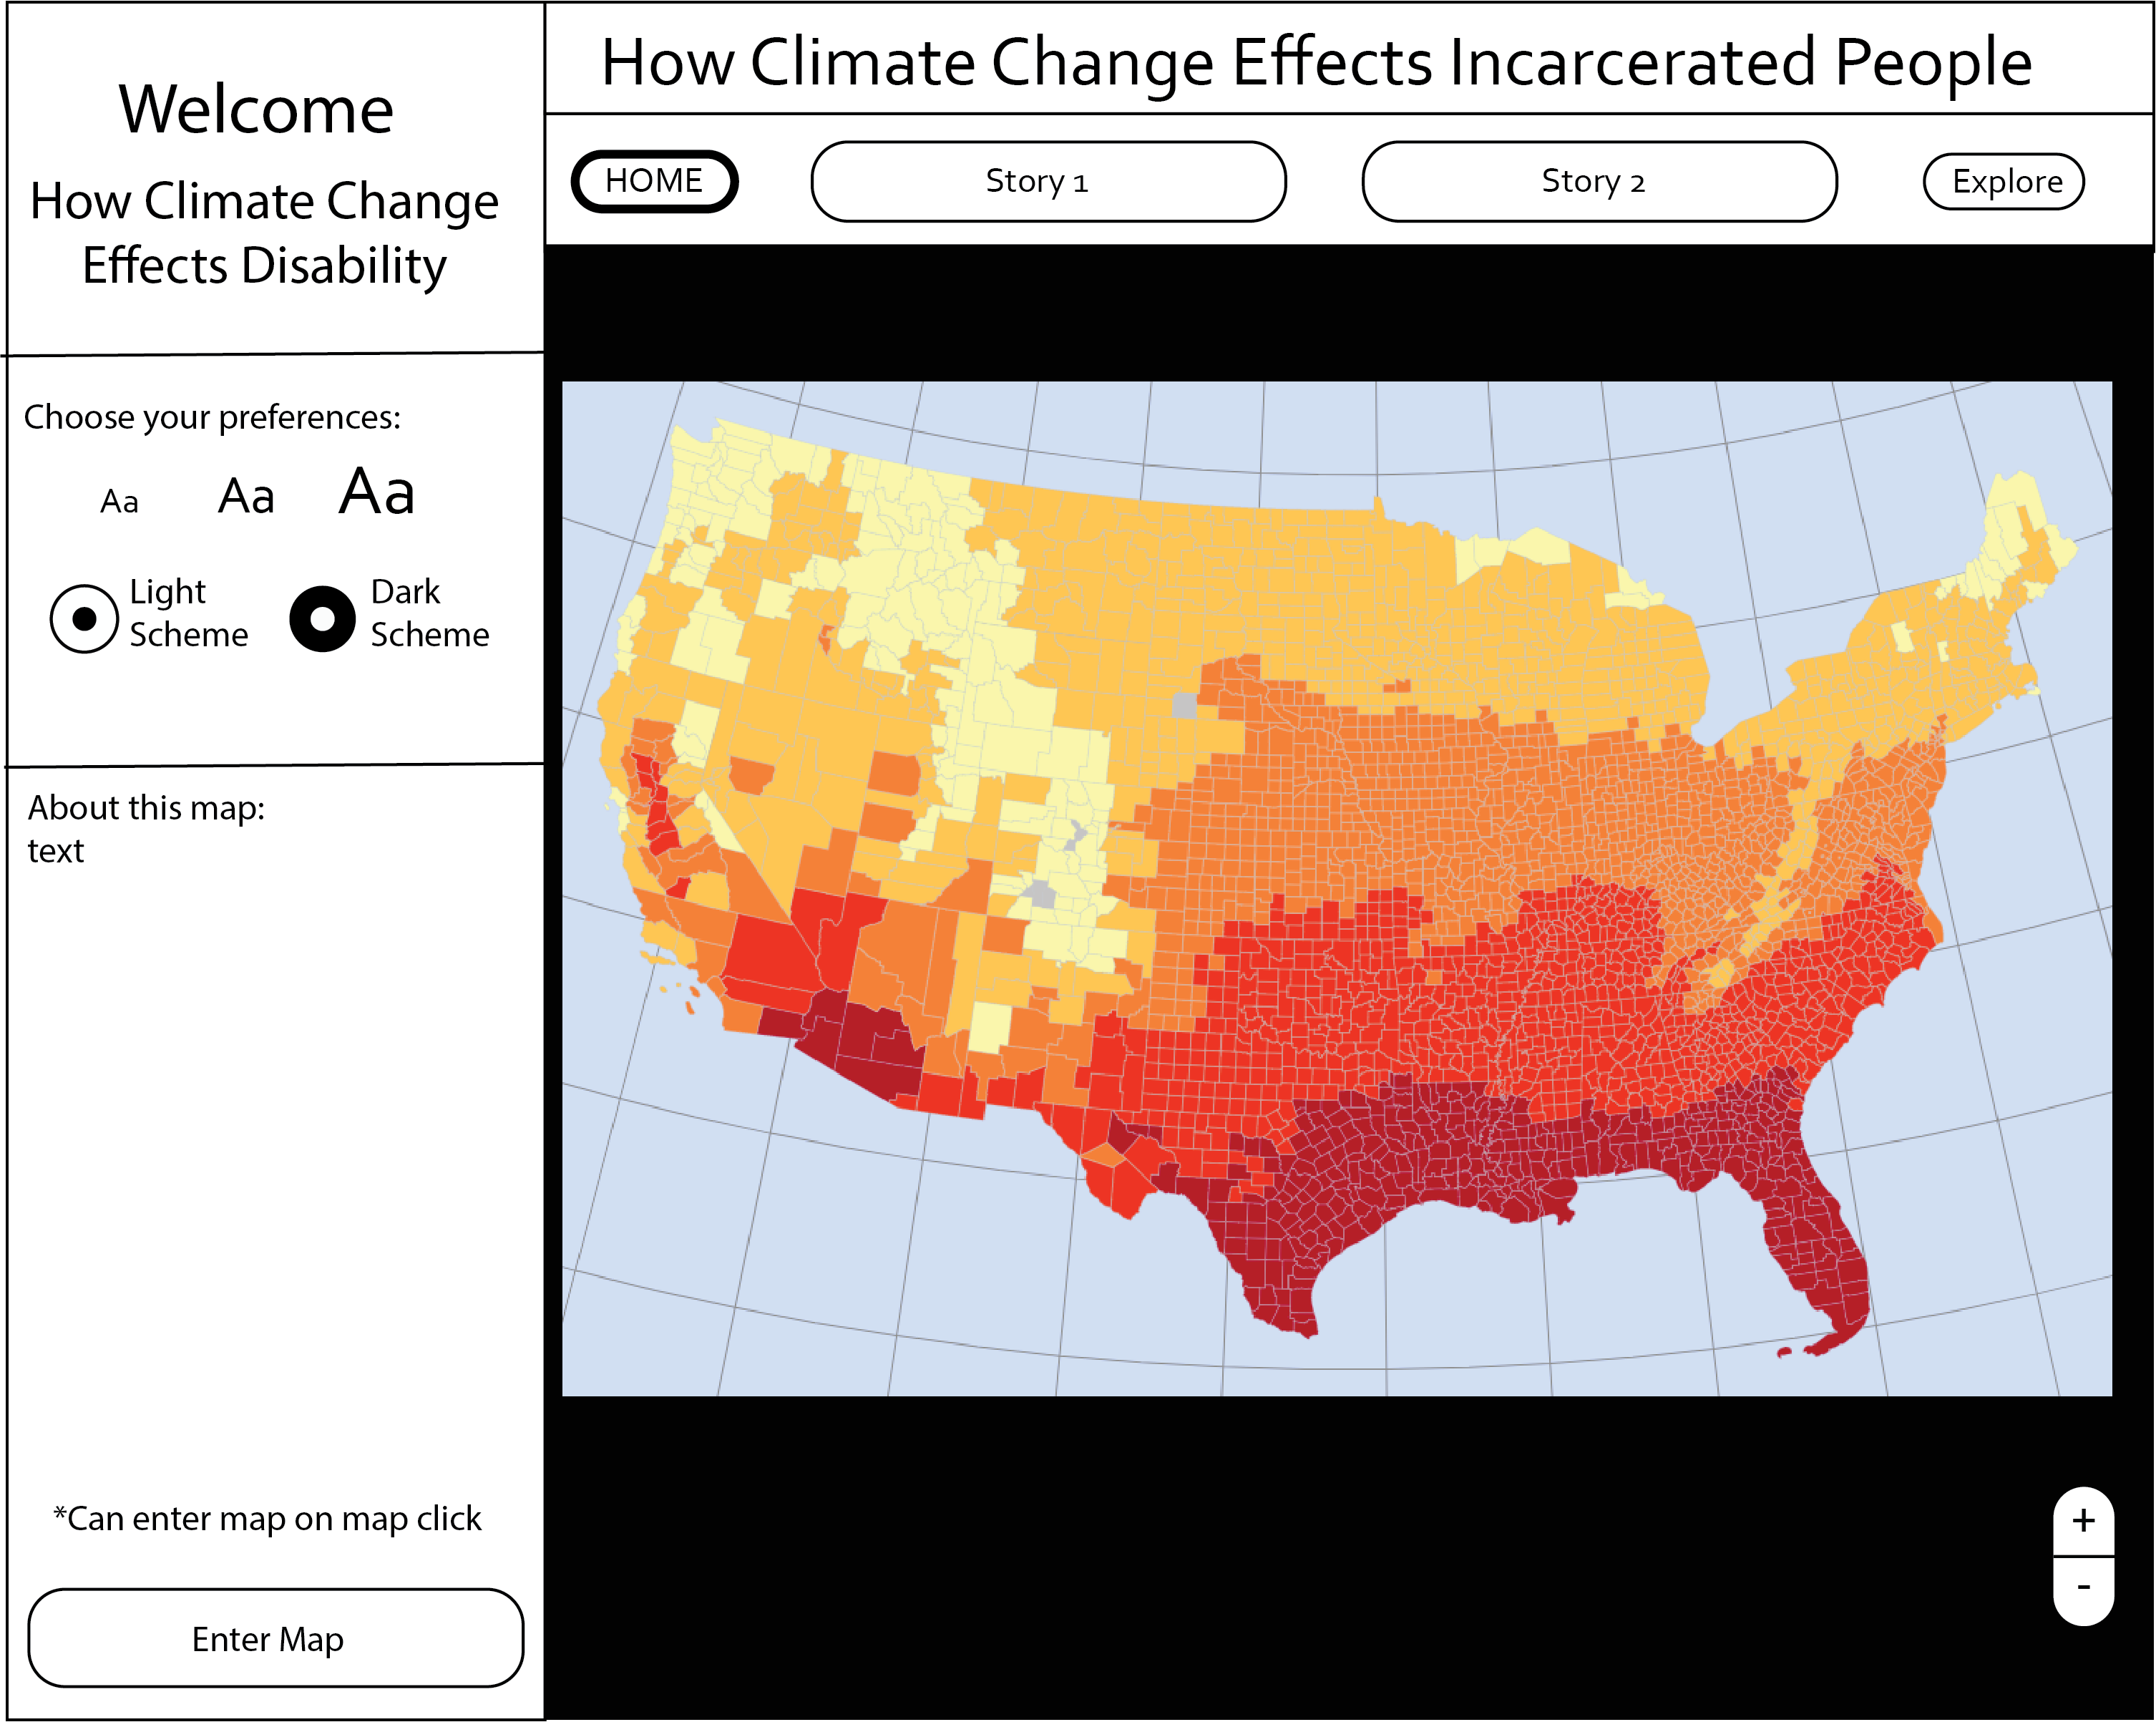 Welcome
How Climate Change
Effects Disability
Choose your preferences:
Aa Aa Aa
Light
Scheme
Dark
Scheme
About this map:
text
*Can enter map on map click
Enter Map
How Climate Change Effects Incarcerated People
HOME Story 1 Story 2 Explore
+
-